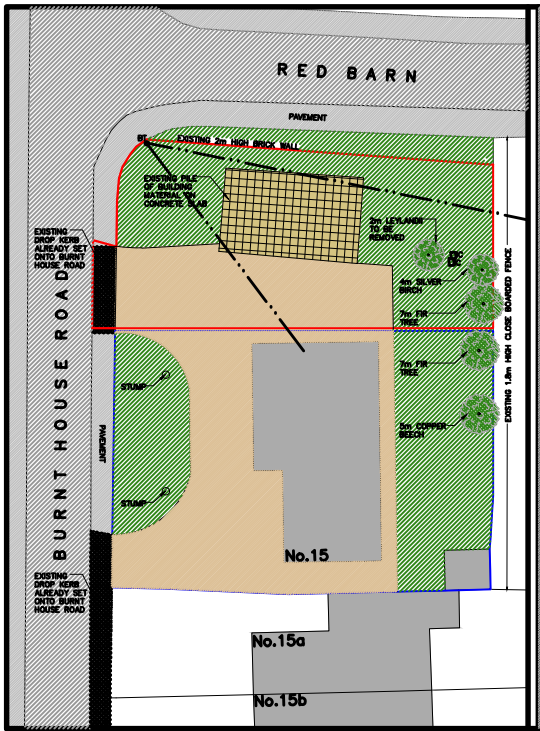 RED BARN
PAVEMENT
BT
EXISTING 2m HIGH BRICK WALL
EXISTING PILE
OF BUILDING
MATERIAL ON
CONCRETE SLAB
2m LEYLANDS
TO BE
REMOVED
EXISTING
DROP KERB
ALREADY SET
ONTO BURNT
HOUSE ROAD
4m SILVER
BIRCH
7m FIR
TREE
7m FIR
TREE
EXISTING 1.8m HIGH CLOSE BOARDED FENCE
BURNT HOUSE ROAD
STUMP
PAVEMENT
5m COPPER
BEECH
STUMP
No.15
EXISTING
DROP KERB
ALREADY SET
ONTO BURNT
HOUSE ROAD
No.15a
No.15b